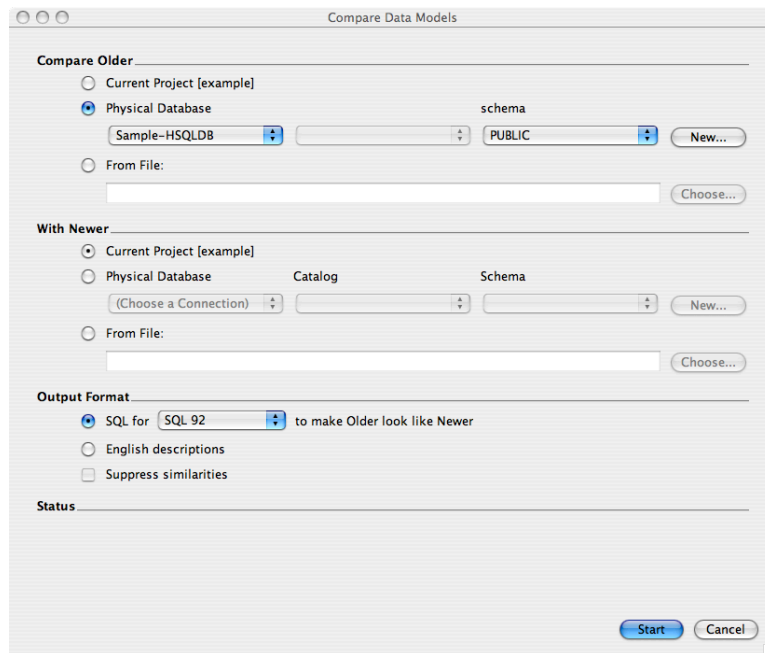 Compare Data Models
Compare Older
Current Project [example]
Physical Database schema
Sample-HSQLDB PUBLIC New...
From File:
Choose...
With Newer
Current Project [example]
Physical Database Catalog Schema
(Choose a Connection) New...
From File:
Choose...
Output Format
SQL for SQL 92 to make Older look like Newer
English descriptions
Suppress similarities
Status
Start Cancel